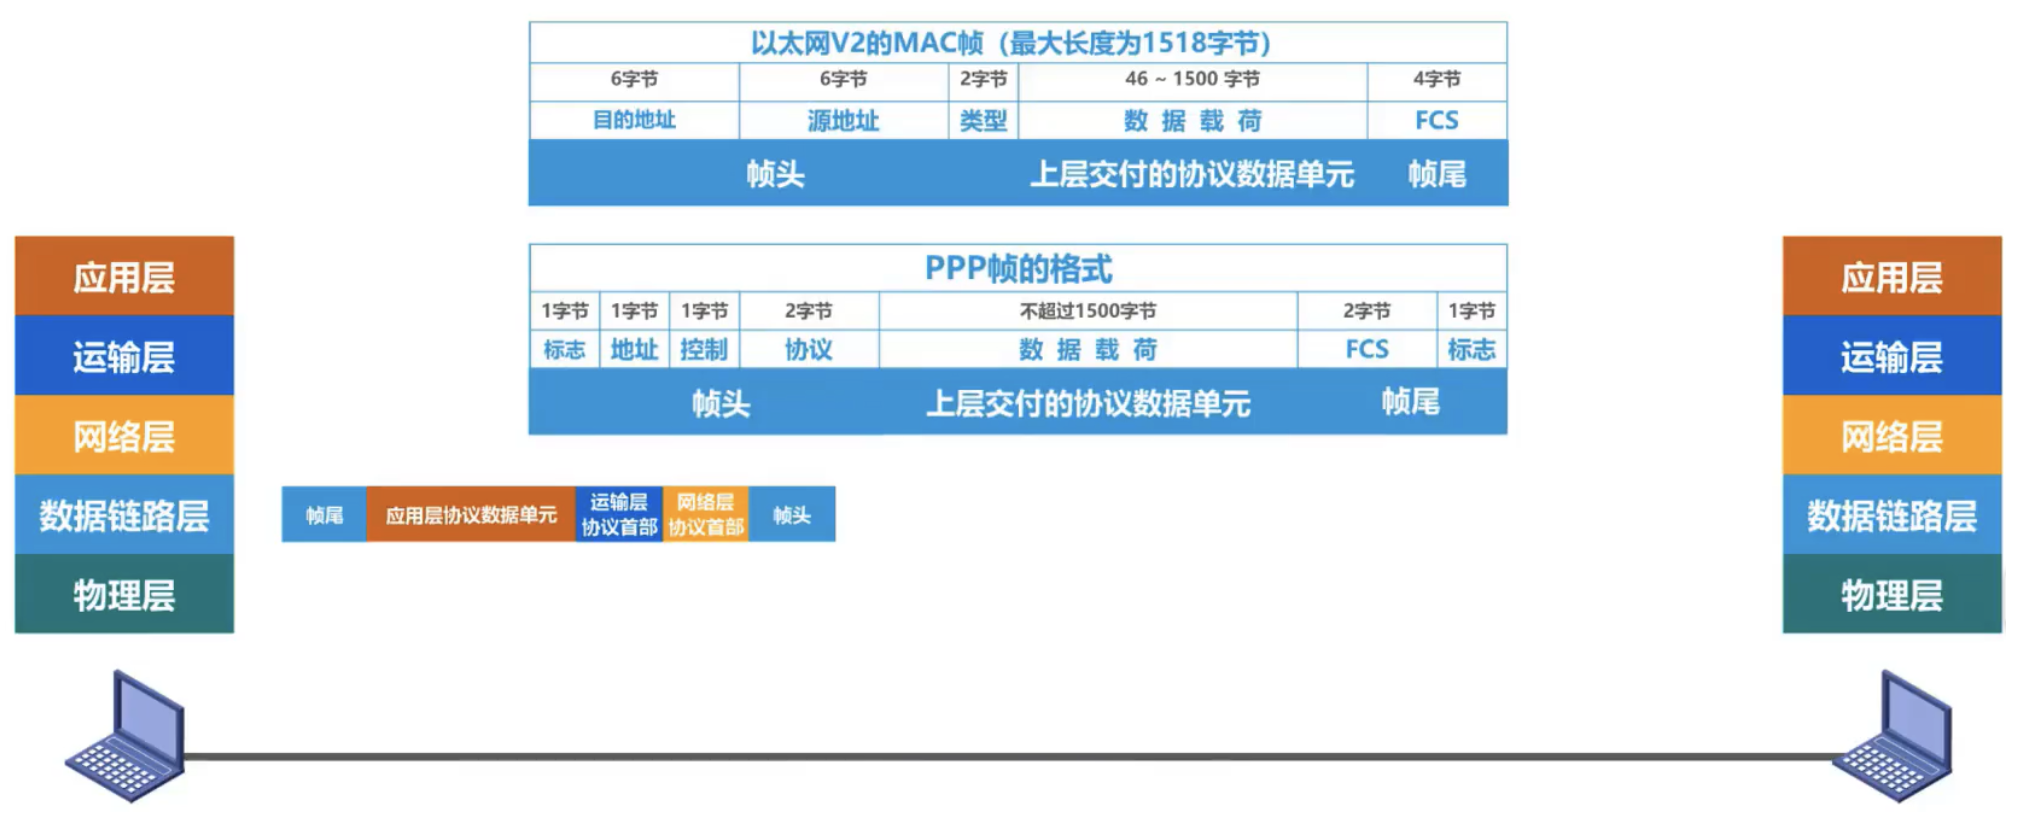 以太网V2的MAC帧（最大长度为1518字节）
6字节 6字节 2字节 46 ~ 1500 字节 4字节
目的地址 源地址 类型 数 据 载 荷 FCS
帧头 上层交付的协议数据单元 帧尾
PPP帧的格式
1字节 1字节 1字节 2字节 不超过1500字节 2字节 1字节
标志 地址 控制 协议 数 据 载 荷 FCS 标志
帧头 上层交付的协议数据单元 帧尾
应用层
运输层
网络层
数据链路层
物理层
帧尾
应用层协议数据单元
运输层
协议首部
网络层
协议首部
帧头
应用层
运输层
网络层
数据链路层
物理层